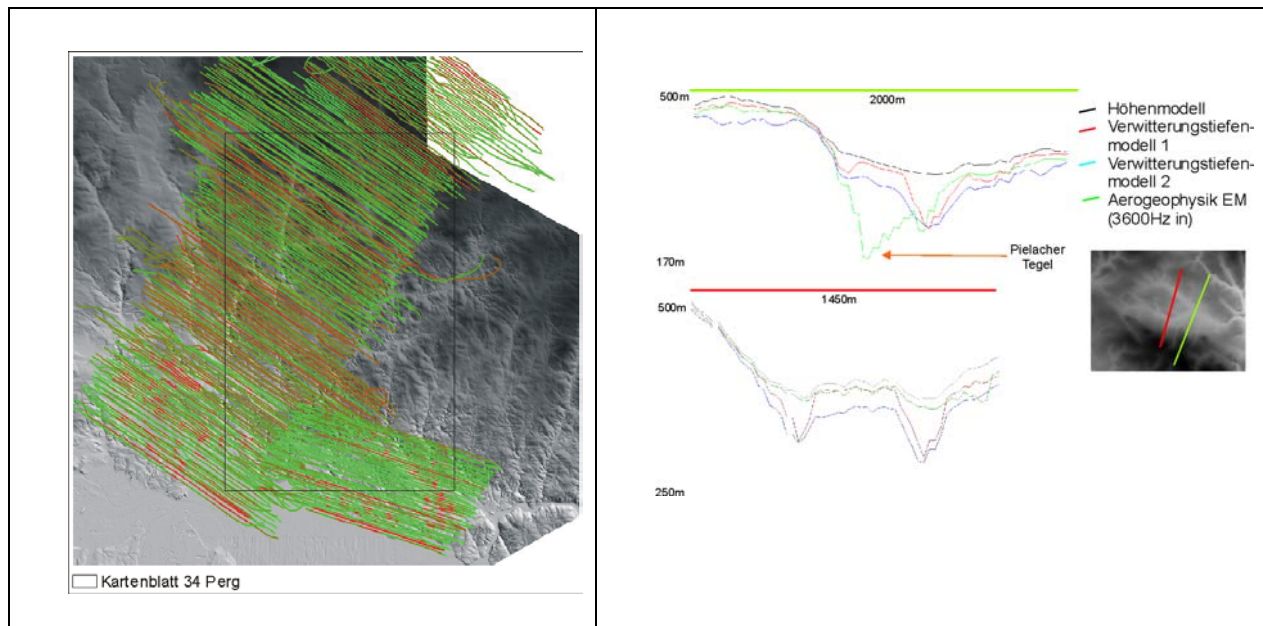 Kartenblatt 34 Perg
500m
2000m
Höhenmodell
Verwitterungstiefen-
modell 1
Verwitterungstiefen-
modell 2
Aerogeophysik EM
(3600Hz in)
Pielacher
Tegel
170m
1450m
500m
250m